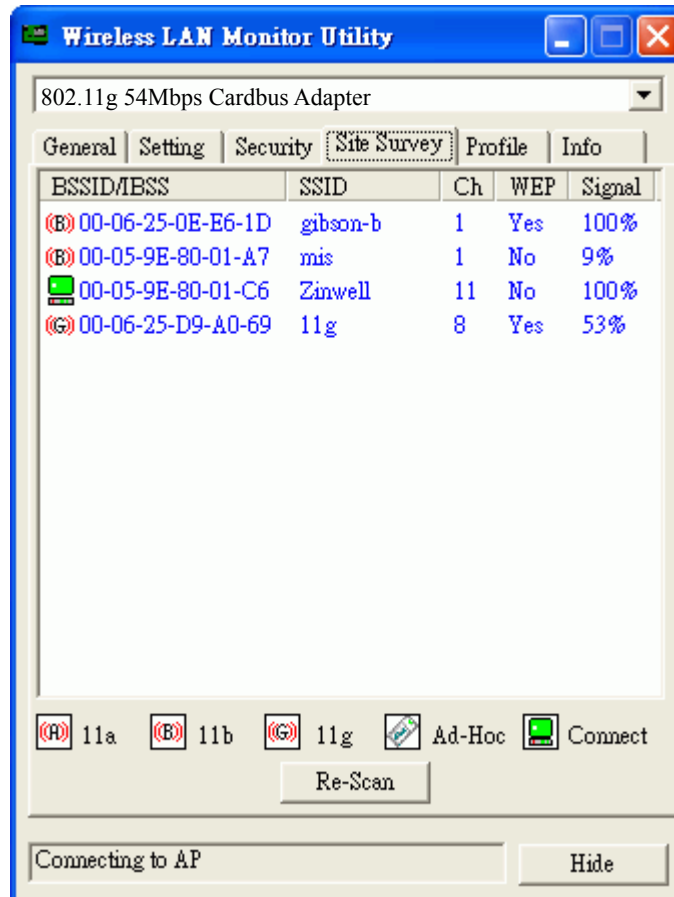 Wireless LAN Monitor Utility
802.11g 54Mbps Cardbus Adapter
General Setting Security Site Survey Profile Info
BSSID/IBSS SSID Ch WEP Signal
((B)) 00-06-25-0E-E6-1D gibson-b 1 Yes 100%
((B)) 00-05-9E-80-01-A7 mis 1 No 9%
00-05-9E-80-01-C6 Zinwell 11 No 100%
((G)) 00-06-25-D9-A0-69 11g 8 Yes 53%
((A)) 11a ((B)) 11b ((G)) 11g Ad-Hoc Connect
Re-Scan
Connecting to AP Hide